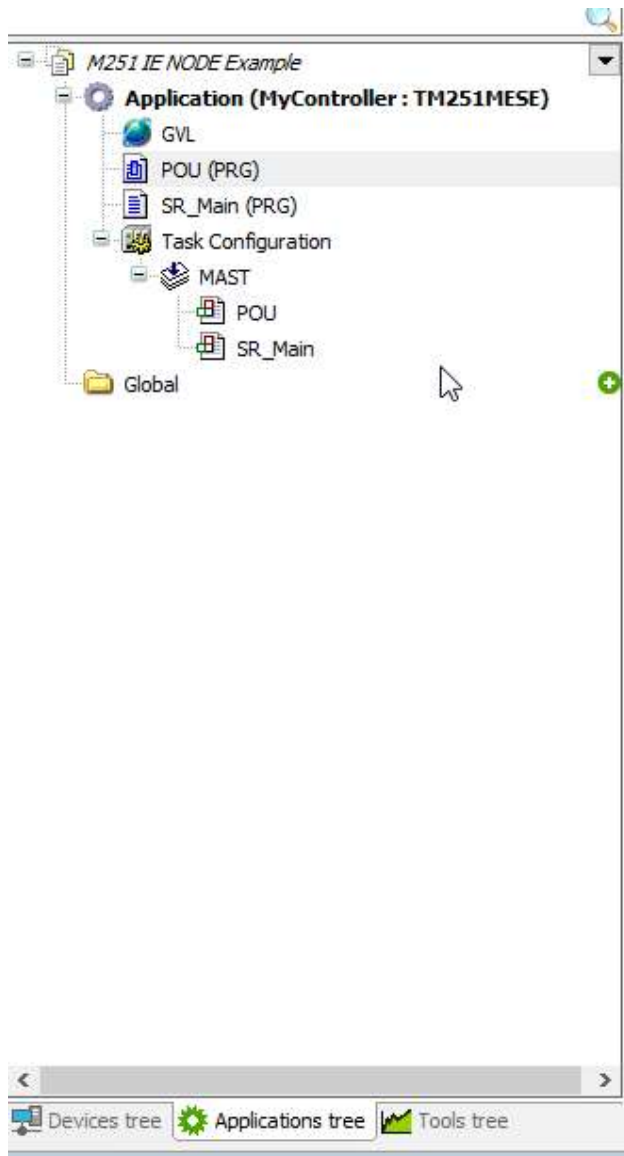 M251 IE NODE Example
Application (MyController : TM251MESE)
GVL
POU (PRG)
SR_Main (PRG)
Task Configuration
MAST
POU
SR_Main
Global
Devices tree Applications tree Tools tree